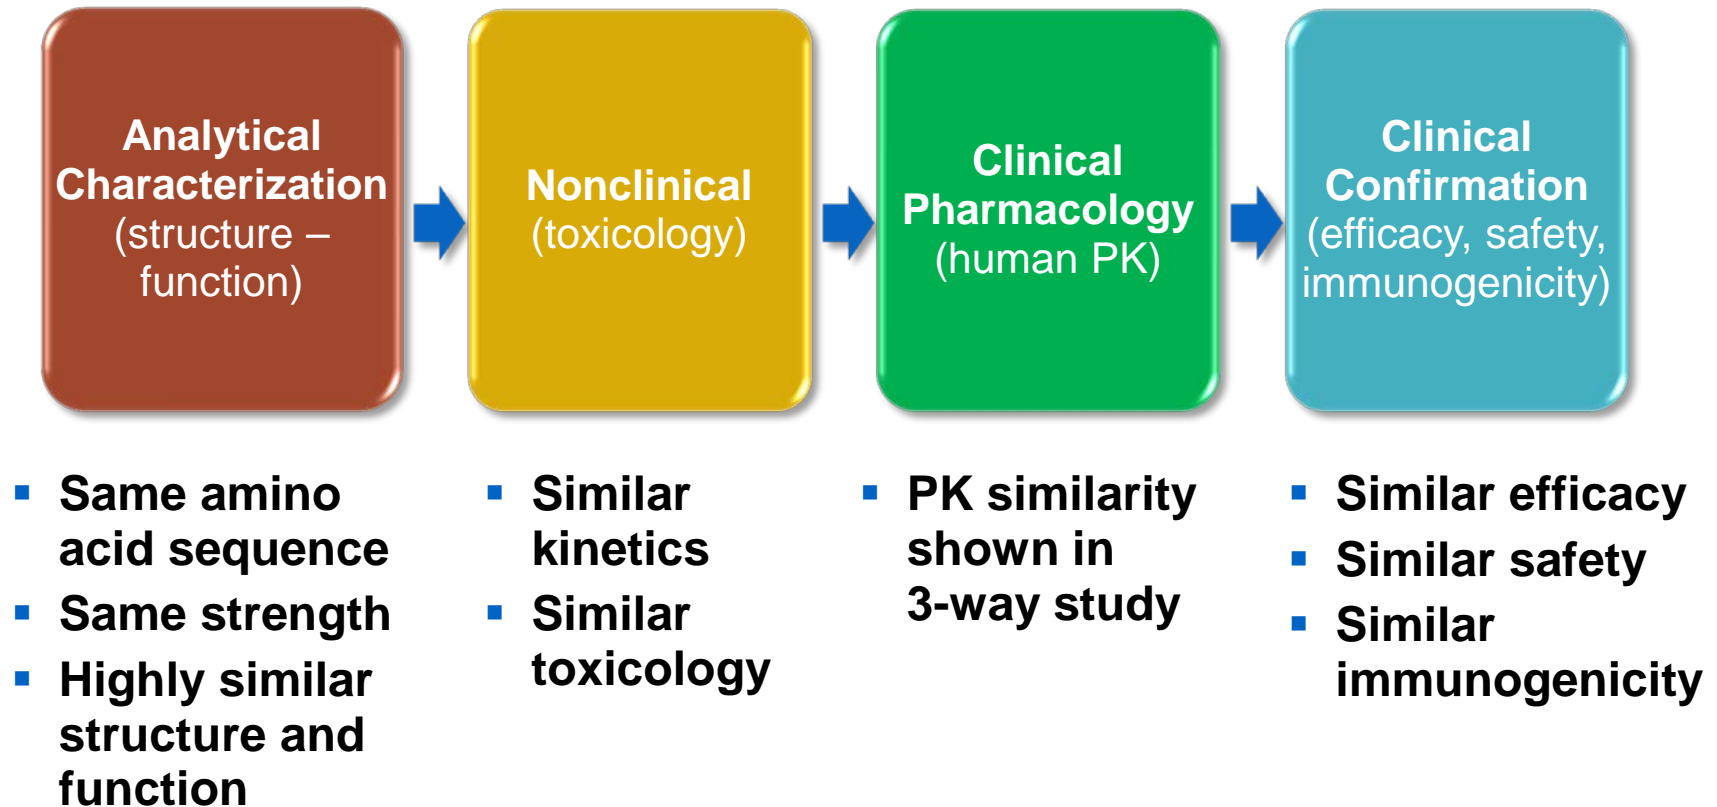 Analytical
Characterization
(structure –
function)
Nonclinical
(toxicology)
Clinical
Pharmacology
(human PK)
Clinical
Confirmation
(efficacy, safety,
immunogenicity)
▪ Same amino
acid sequence
▪ Same strength
▪ Highly similar
structure and
function
▪ Similar
kinetics
▪ Similar
toxicology
▪ PK similarity
shown in
3-way study
▪ Similar efficacy
▪ Similar safety
▪ Similar
immunogenicity